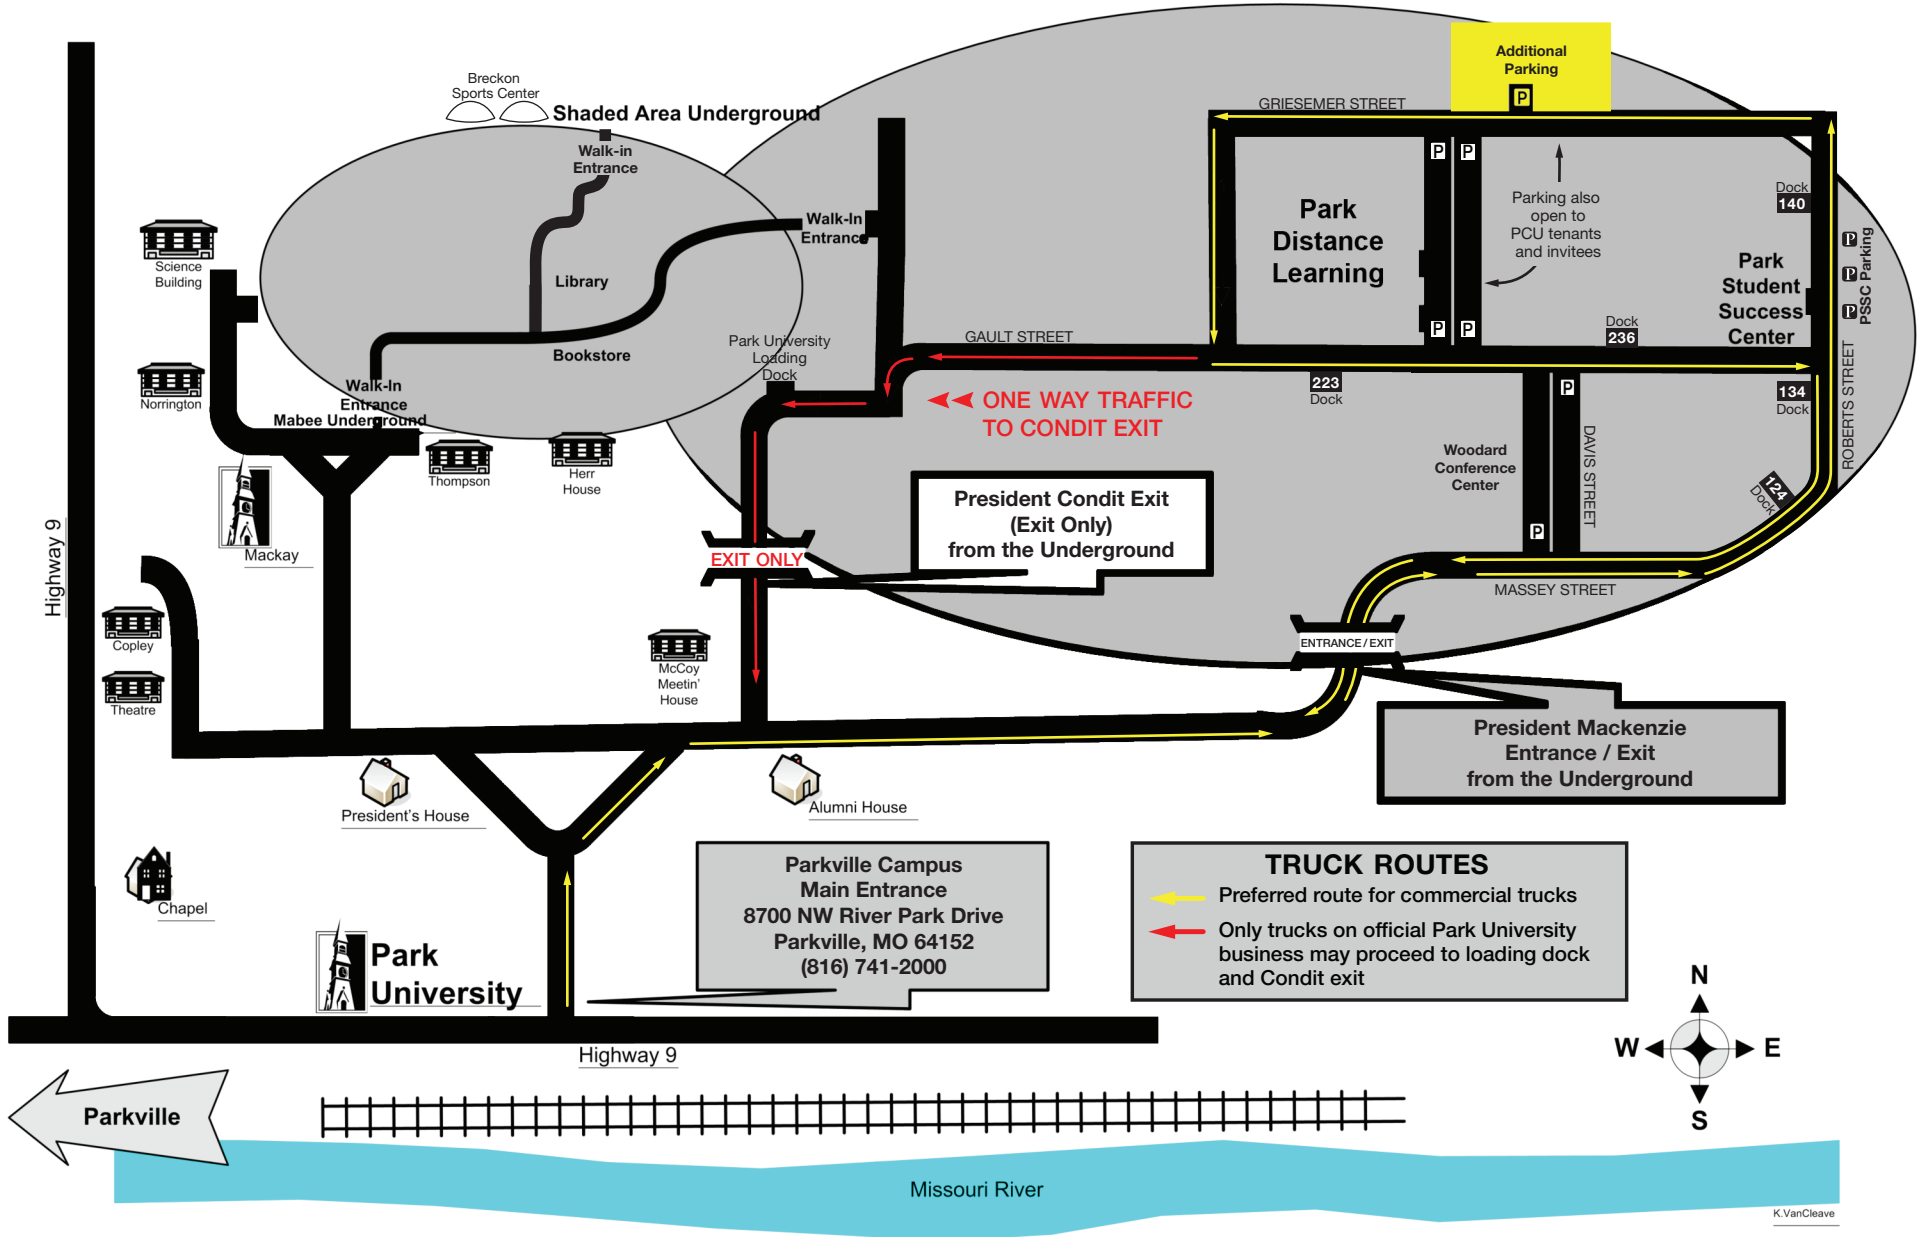 Additional
Parking
P
Breckon
Sports Center
Shaded Area Underground
GRIESEMER STREET
Walk-in
Entrance
P
P
Park
Distance
Learning
Parking also
open to
PCU tenants
and invitees
Dock
140
Walk-In
Entrance
P
P
P
PSSC Parking
Science
Building
Library
Park
Student
Success
Center
Park University
Loading
Dock
GAULT STREET
P
P
Dock
236
Bookstore
Norrington
Walk-In
Entrance
Mabee Underground
ONE WAY TRAFFIC
TO CONDIT EXIT
223
Dock
P
134
Dock
ROBERTS STREET
Thompson
Herr
House
Woodard
Conference
Center
DAVIS STREET
124
Dock
President Condit Exit
(Exit Only)
from the Underground
P
Mackay
Highway 9
EXIT ONLY
MASSEY STREET
Copley
ENTRANCE / EXIT
McCoy
Meetin'
House
Theatre
President Mackenzie
Entrance / Exit
from the Underground
President's House
Alumni House
Chapel
Parkville Campus
Main Entrance
8700 NW River Park Drive
Parkville, MO 64152
(816) 741-2000
TRUCK ROUTES
Preferred route for commercial trucks
Only trucks on official Park University
business may proceed to loading dock
and Condit exit
Park
University
N
W
E
S
Highway 9
Parkville
Missouri River
K.VanCleave